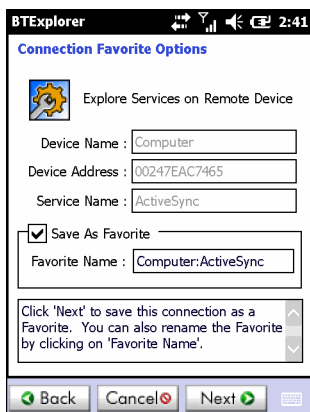 BTExplorer 2:41
Connection Favorite Options
Explore Services on Remote Device
Device Name : Computer
Device Address : 00247EAC7465
Service Name : ActiveSync
Save As Favorite
Favorite Name : Computer:ActiveSync
Click 'Next' to save this connection as a
Favorite. You can also rename the Favorite
by clicking on 'Favorite Name'.
Back Cancel Next